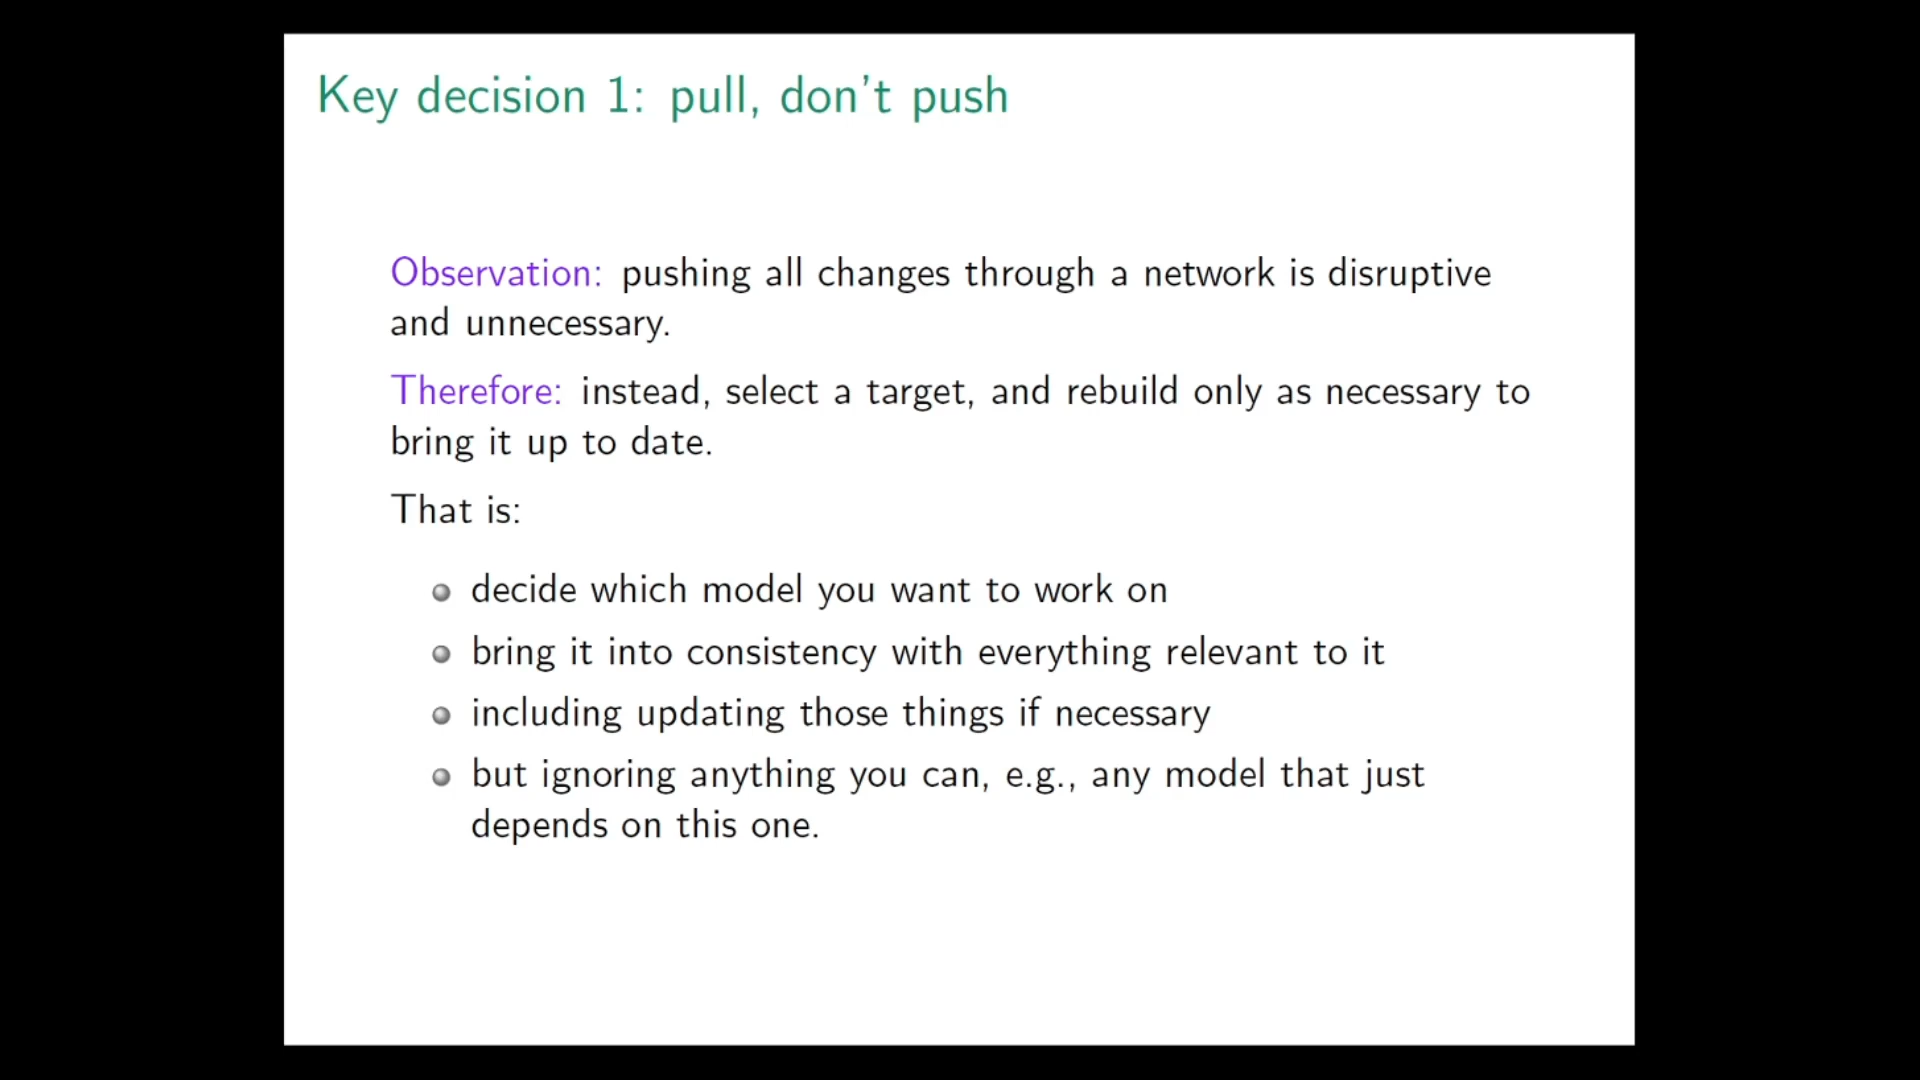 Key decision 1: pull, don't push
Observation: pushing all changes through a network is disruptive
and unnecessary.
Therefore: instead, select a target, and rebuild only as necessary to
bring it up to date.
That is:
decide which model you want to work on
bring it into consistency with everything relevant to it
including updating those things if necessary
but ignoring anything you can, e.g., any model that just
depends on this one.